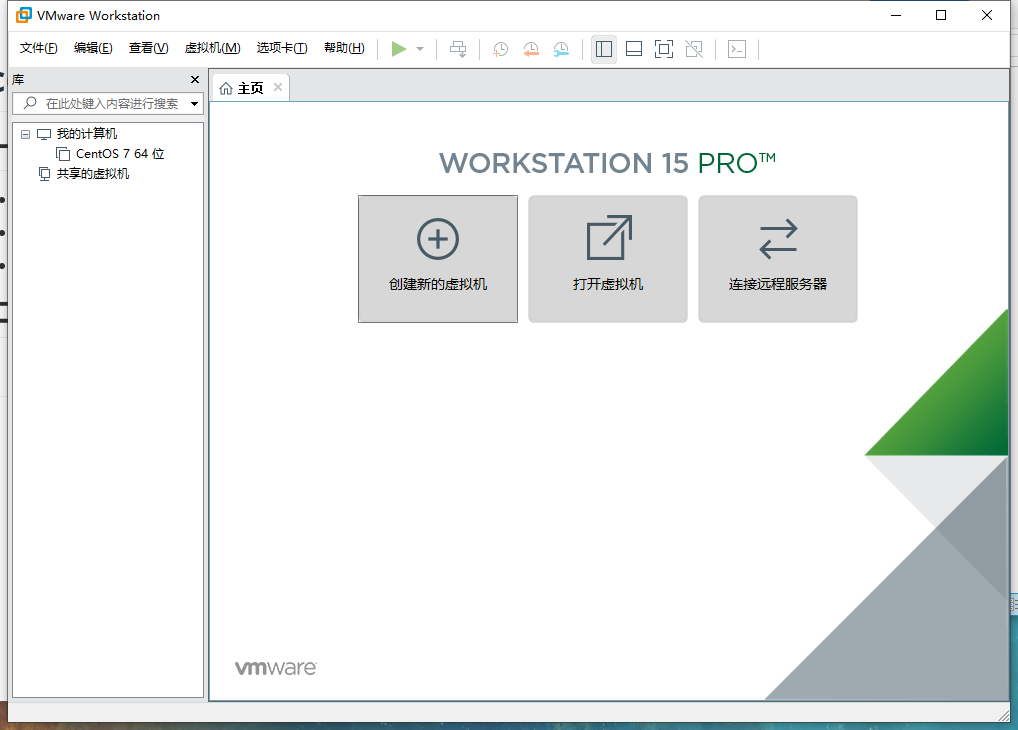 VMware Workstation
文件(F) 编辑(E) 查看(V) 虚拟机(M) 选项卡(T) 帮助(H)
库
主页
在此处键入内容进行搜索
我的计算机
CentOS 7 64 位
共享的虚拟机
WORKSTATION 15 PRO™
创建新的虚拟机
打开虚拟机
连接远程服务器
vmware